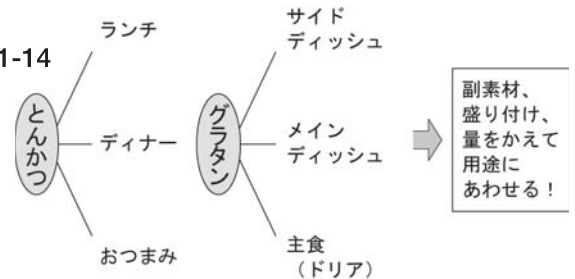 1-14
とんかつ
ランチ
ディナー
おつまみ
グラタン
サイド
ディッシュ
メイン
ディッシュ
主食
（ドリア）
副素材、
盛り付け、
量をかえて
用途に
あわせる！